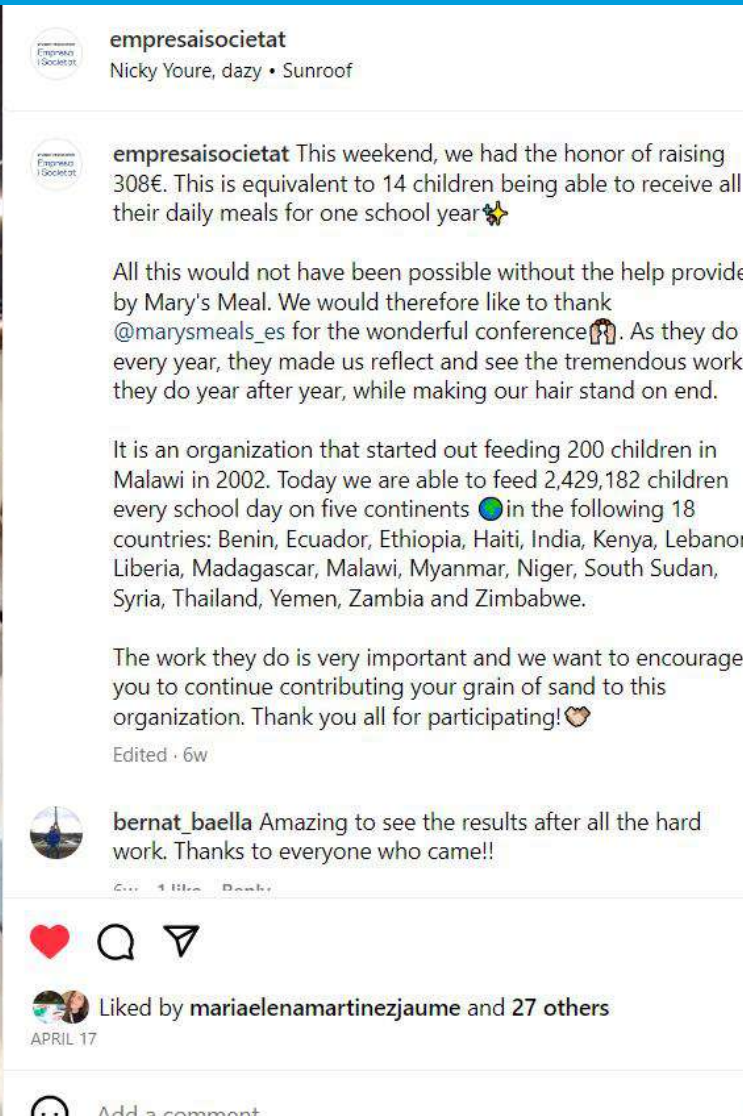 empresaisocietat
Nicky Youre, dazy • Sunroof
Empresa
i Societat
Empresa
i Societat
empresaisocietat This weekend, we had the honor of raising
308€. This is equivalent to 14 children being able to receive all
their daily meals for one school year✨
All this would not have been possible without the help provide
by Mary's Meal. We would therefore like to thank
@marysmeals_es for the wonderful conference🙌🏼. As they do
every year, they made us reflect and see the tremendous work
they do year after year, while making our hair stand on end.
It is an organization that started out feeding 200 children in
Malawi in 2002. Today we are able to feed 2,429,182 children
every school day on five continents 🌍in the following 18
countries: Benin, Ecuador, Ethiopia, Haiti, India, Kenya, Lebanon
Liberia, Madagascar, Malawi, Myanmar, Niger, South Sudan,
Syria, Thailand, Yemen, Zambia and Zimbabwe.
The work they do is very important and we want to encourage
you to continue contributing your grain of sand to this
organization. Thank you all for participating!🫶🏼
Edited · 6w
bernat_baella Amazing to see the results after all the hard
work. Thanks to everyone who came!!
6w 1 like Reply
Liked by mariaelenamartinezjaume and 27 others
APRIL 17
Add a comment